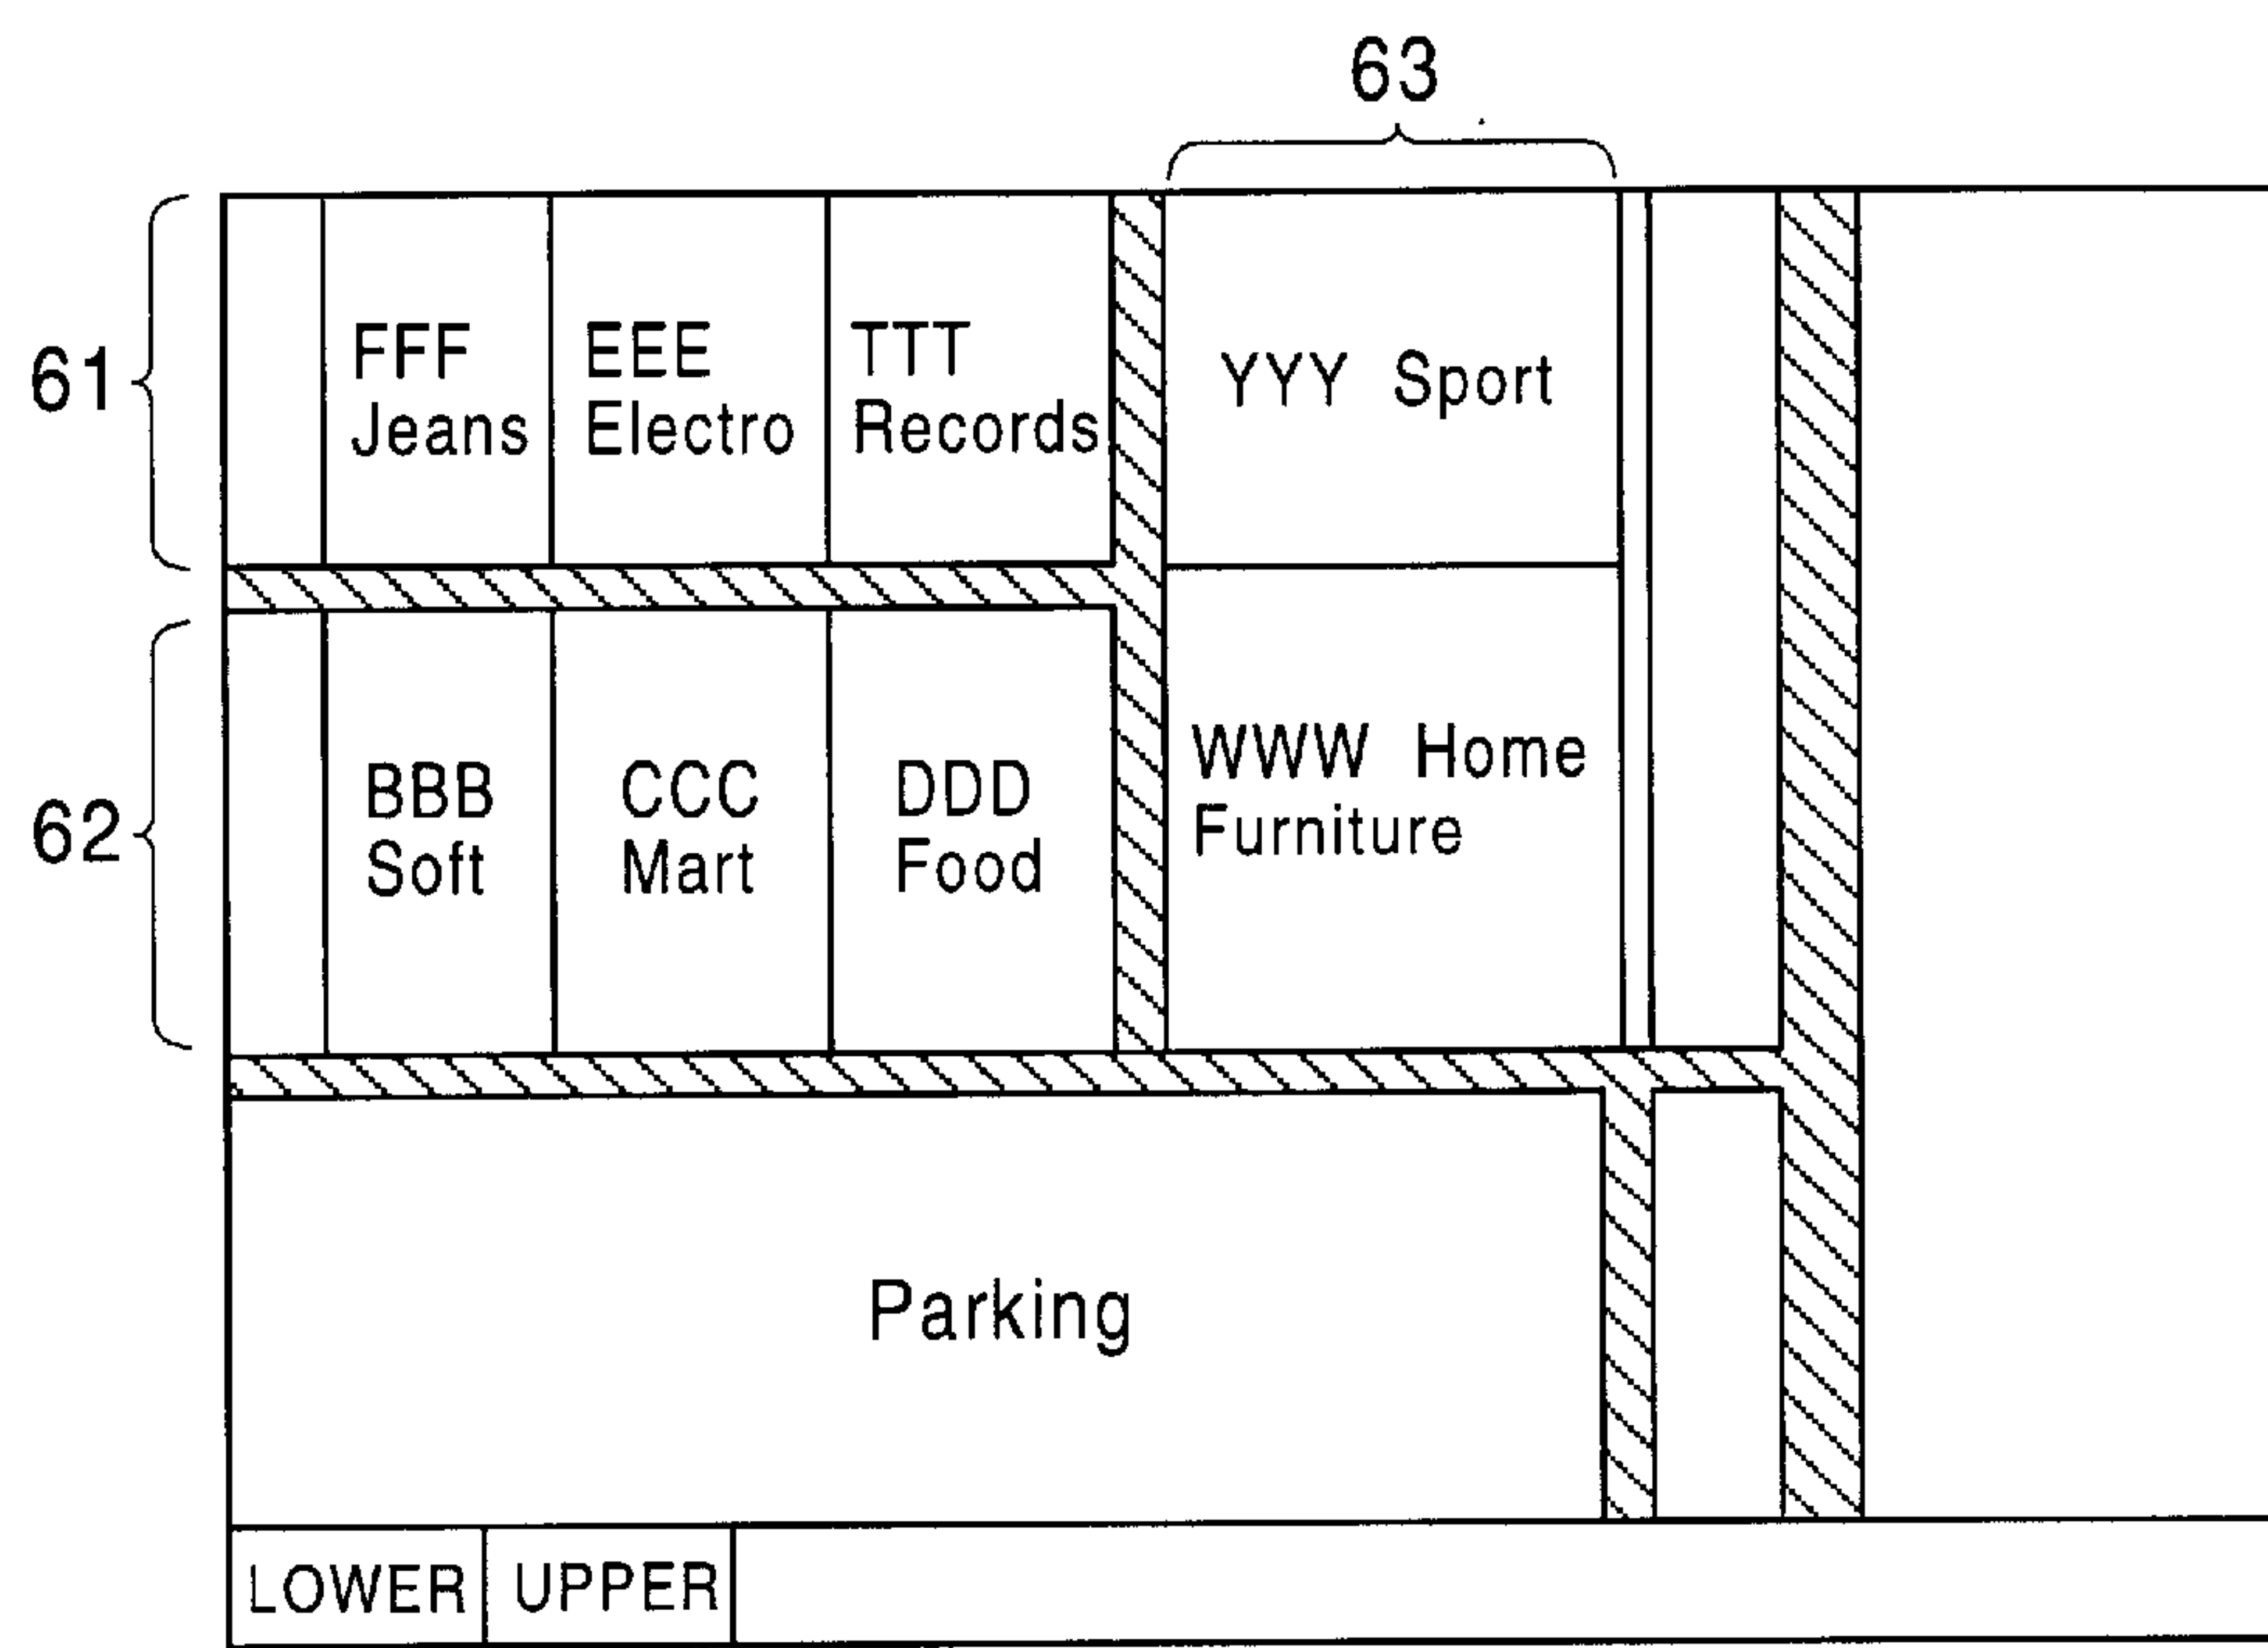 63
61
FFF
Jeans
EEE
Electro
TTT
Records
YYY Sport
62
BBB
Soft
CCC
Mart
DDD
Food
WWW Home
Furniture
Parking
LOWER
UPPER